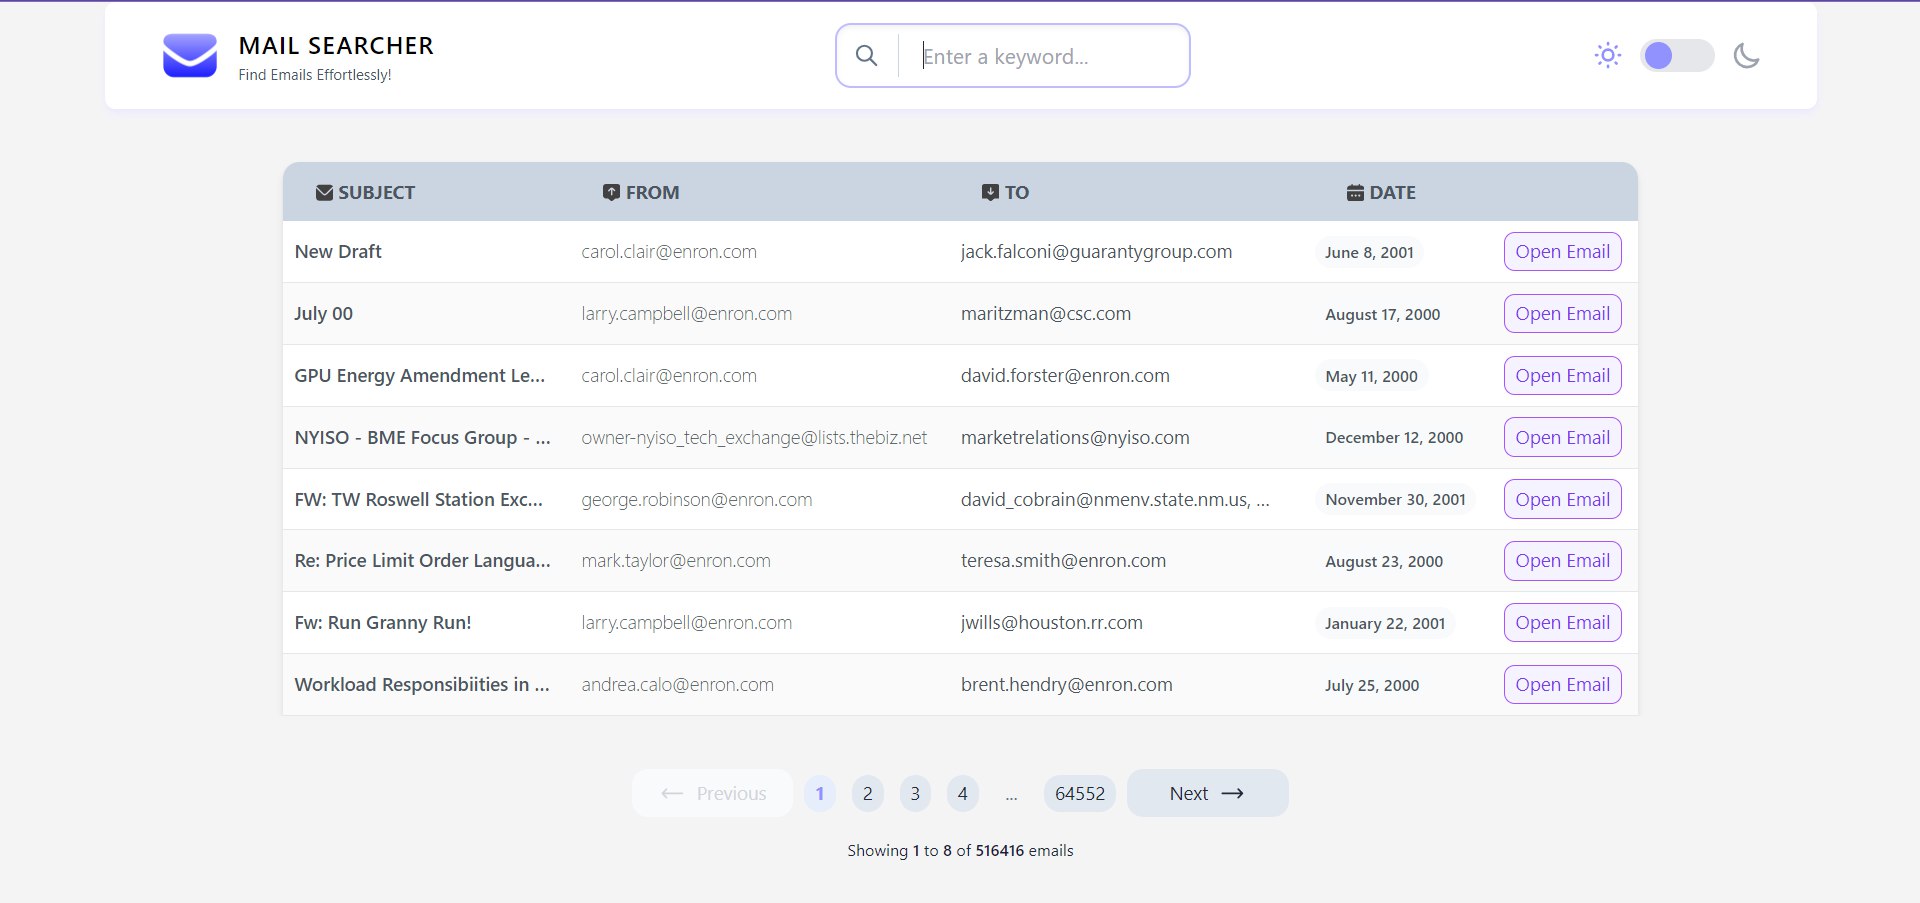 MAIL SEARCHER
Find Emails Effortlessly!
Enter a keyword...
SUBJECT FROM TO DATE
New Draft carol.clair@enron.com jack.falconi@guarantygroup.com June 8, 2001 Open Email
July 00 larry.campbell@enron.com maritzman@csc.com August 17, 2000 Open Email
GPU Energy Amendment Le... carol.clair@enron.com david.forster@enron.com May 11, 2000 Open Email
NYISO - BME Focus Group - ... owner-nyiso_tech_exchange@lists.thebiz.net marketrelations@nyiso.com December 12, 2000 Open Email
FW: TW Roswell Station Exc... george.robinson@enron.com david_cobrain@nmenv.state.nm.us, ... November 30, 2001 Open Email
Re: Price Limit Order Langua... mark.taylor@enron.com teresa.smith@enron.com August 23, 2000 Open Email
Fw: Run Granny Run! larry.campbell@enron.com jwills@houston.rr.com January 22, 2001 Open Email
Workload Responsibiities in ... andrea.calo@enron.com brent.hendry@enron.com July 25, 2000 Open Email
Previous 1 2 3 4 ... 64552 Next
Showing 1 to 8 of 516416 emails